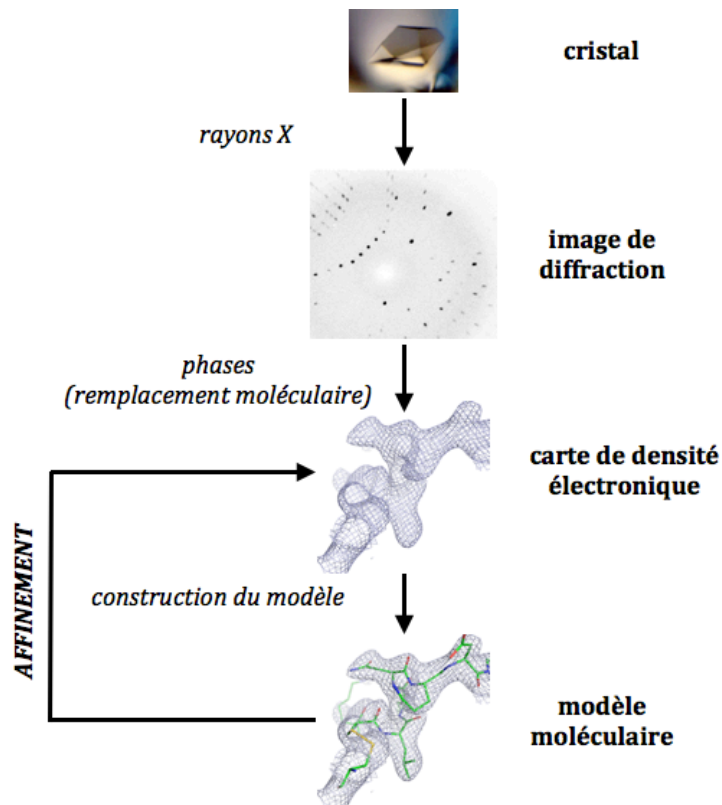 cristal
rayons X
image de
diffraction
phases
(remplacement moléculaire)
carte de densité
électronique
AFFINEMENT
construction du modèle
modèle
moléculaire